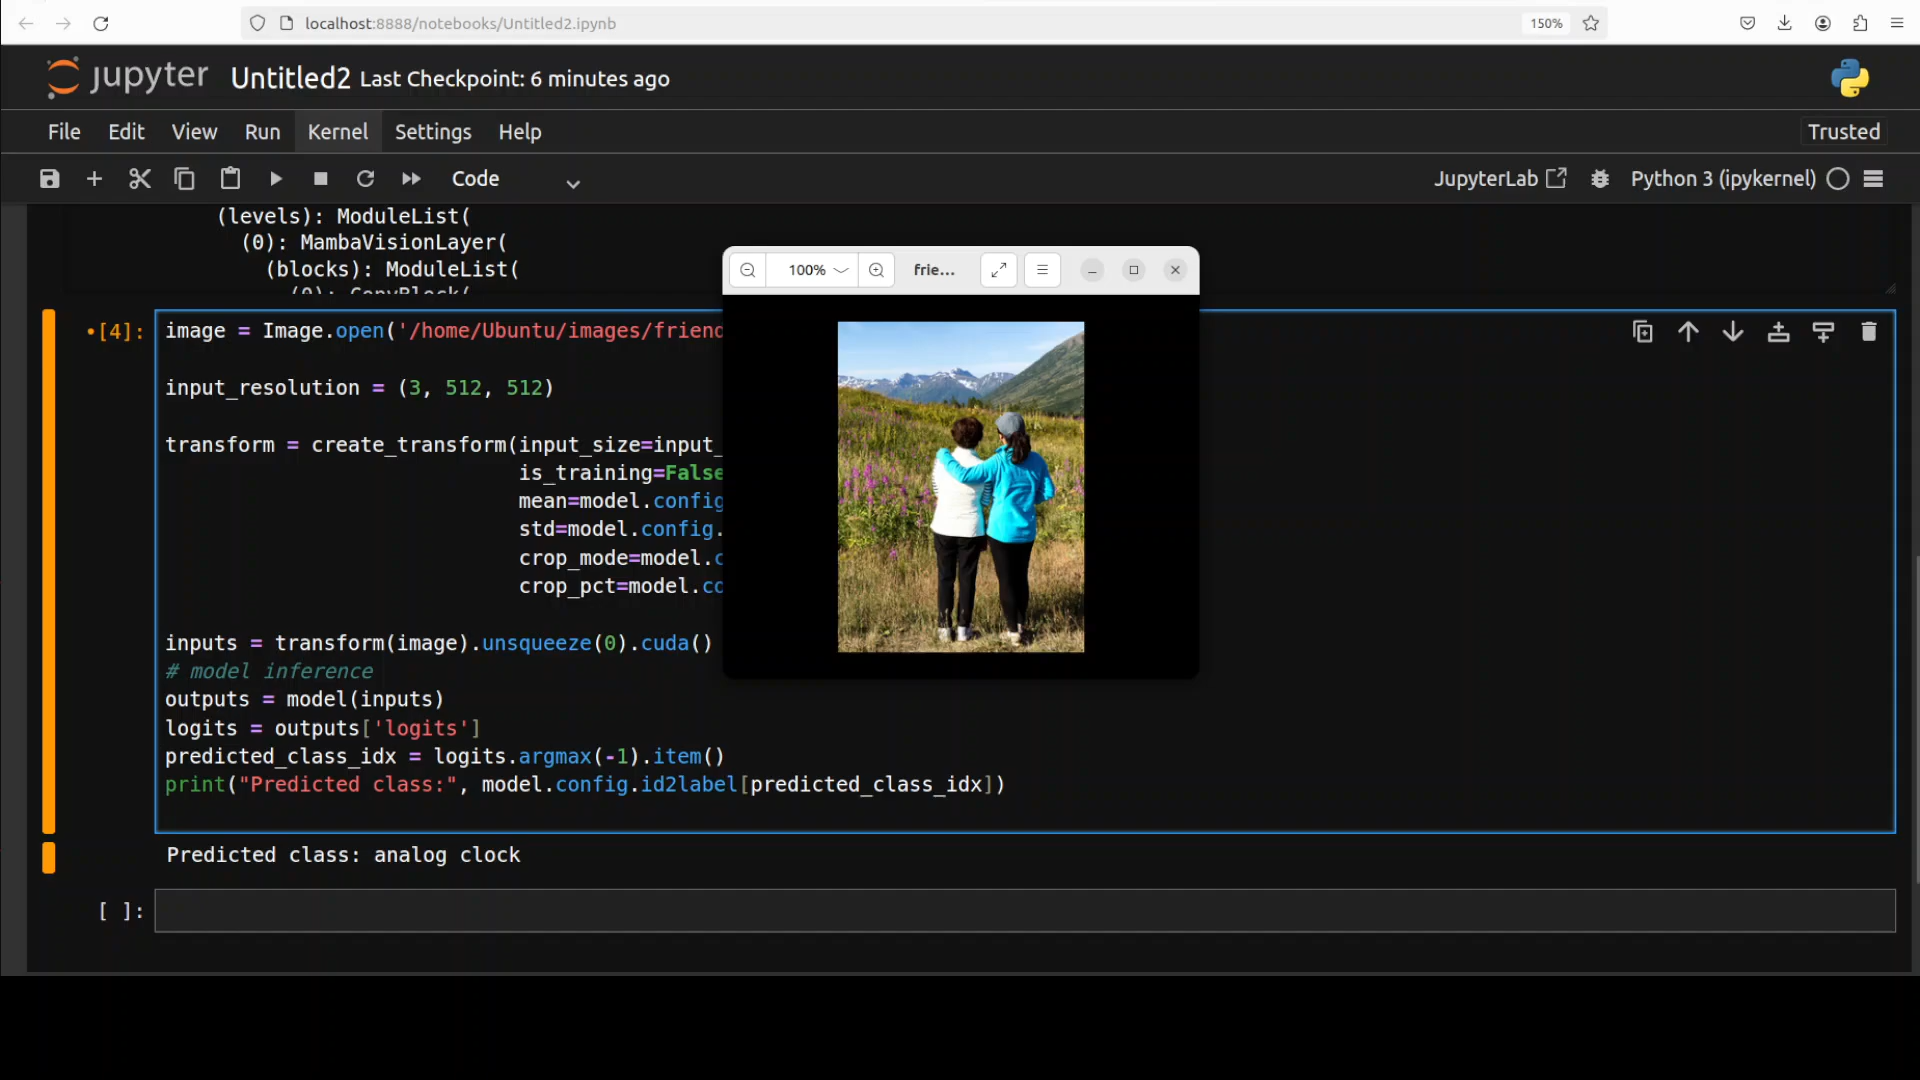 localhost:8888/notebooks/Untitled2.ipynb
150%
jupyter Untitled2 Last Checkpoint: 6 minutes ago
File Edit View Run Kernel Settings Help
Trusted
Code
JupyterLab
Python 3 (ipykernel)
(levels): ModuleList(
(0): MambaVisionLayer(
(blocks): ModuleList(
(0): CopyBlock(
100%
frie...
[4]:
image = Image.open('/home/Ubuntu/images/friend
input_resolution = (3, 512, 512)
transform = create_transform(input_size=input_
is_training=False
mean=model.config
std=model.config.
crop_mode=model.c
crop_pct=model.co
inputs = transform(image).unsqueeze(0).cuda()
# model inference
outputs = model(inputs)
logits = outputs['logits']
predicted_class_idx = logits.argmax(-1).item()
print("Predicted class:", model.config.id2label[predicted_class_idx])
Predicted class: analog clock
[ ]: